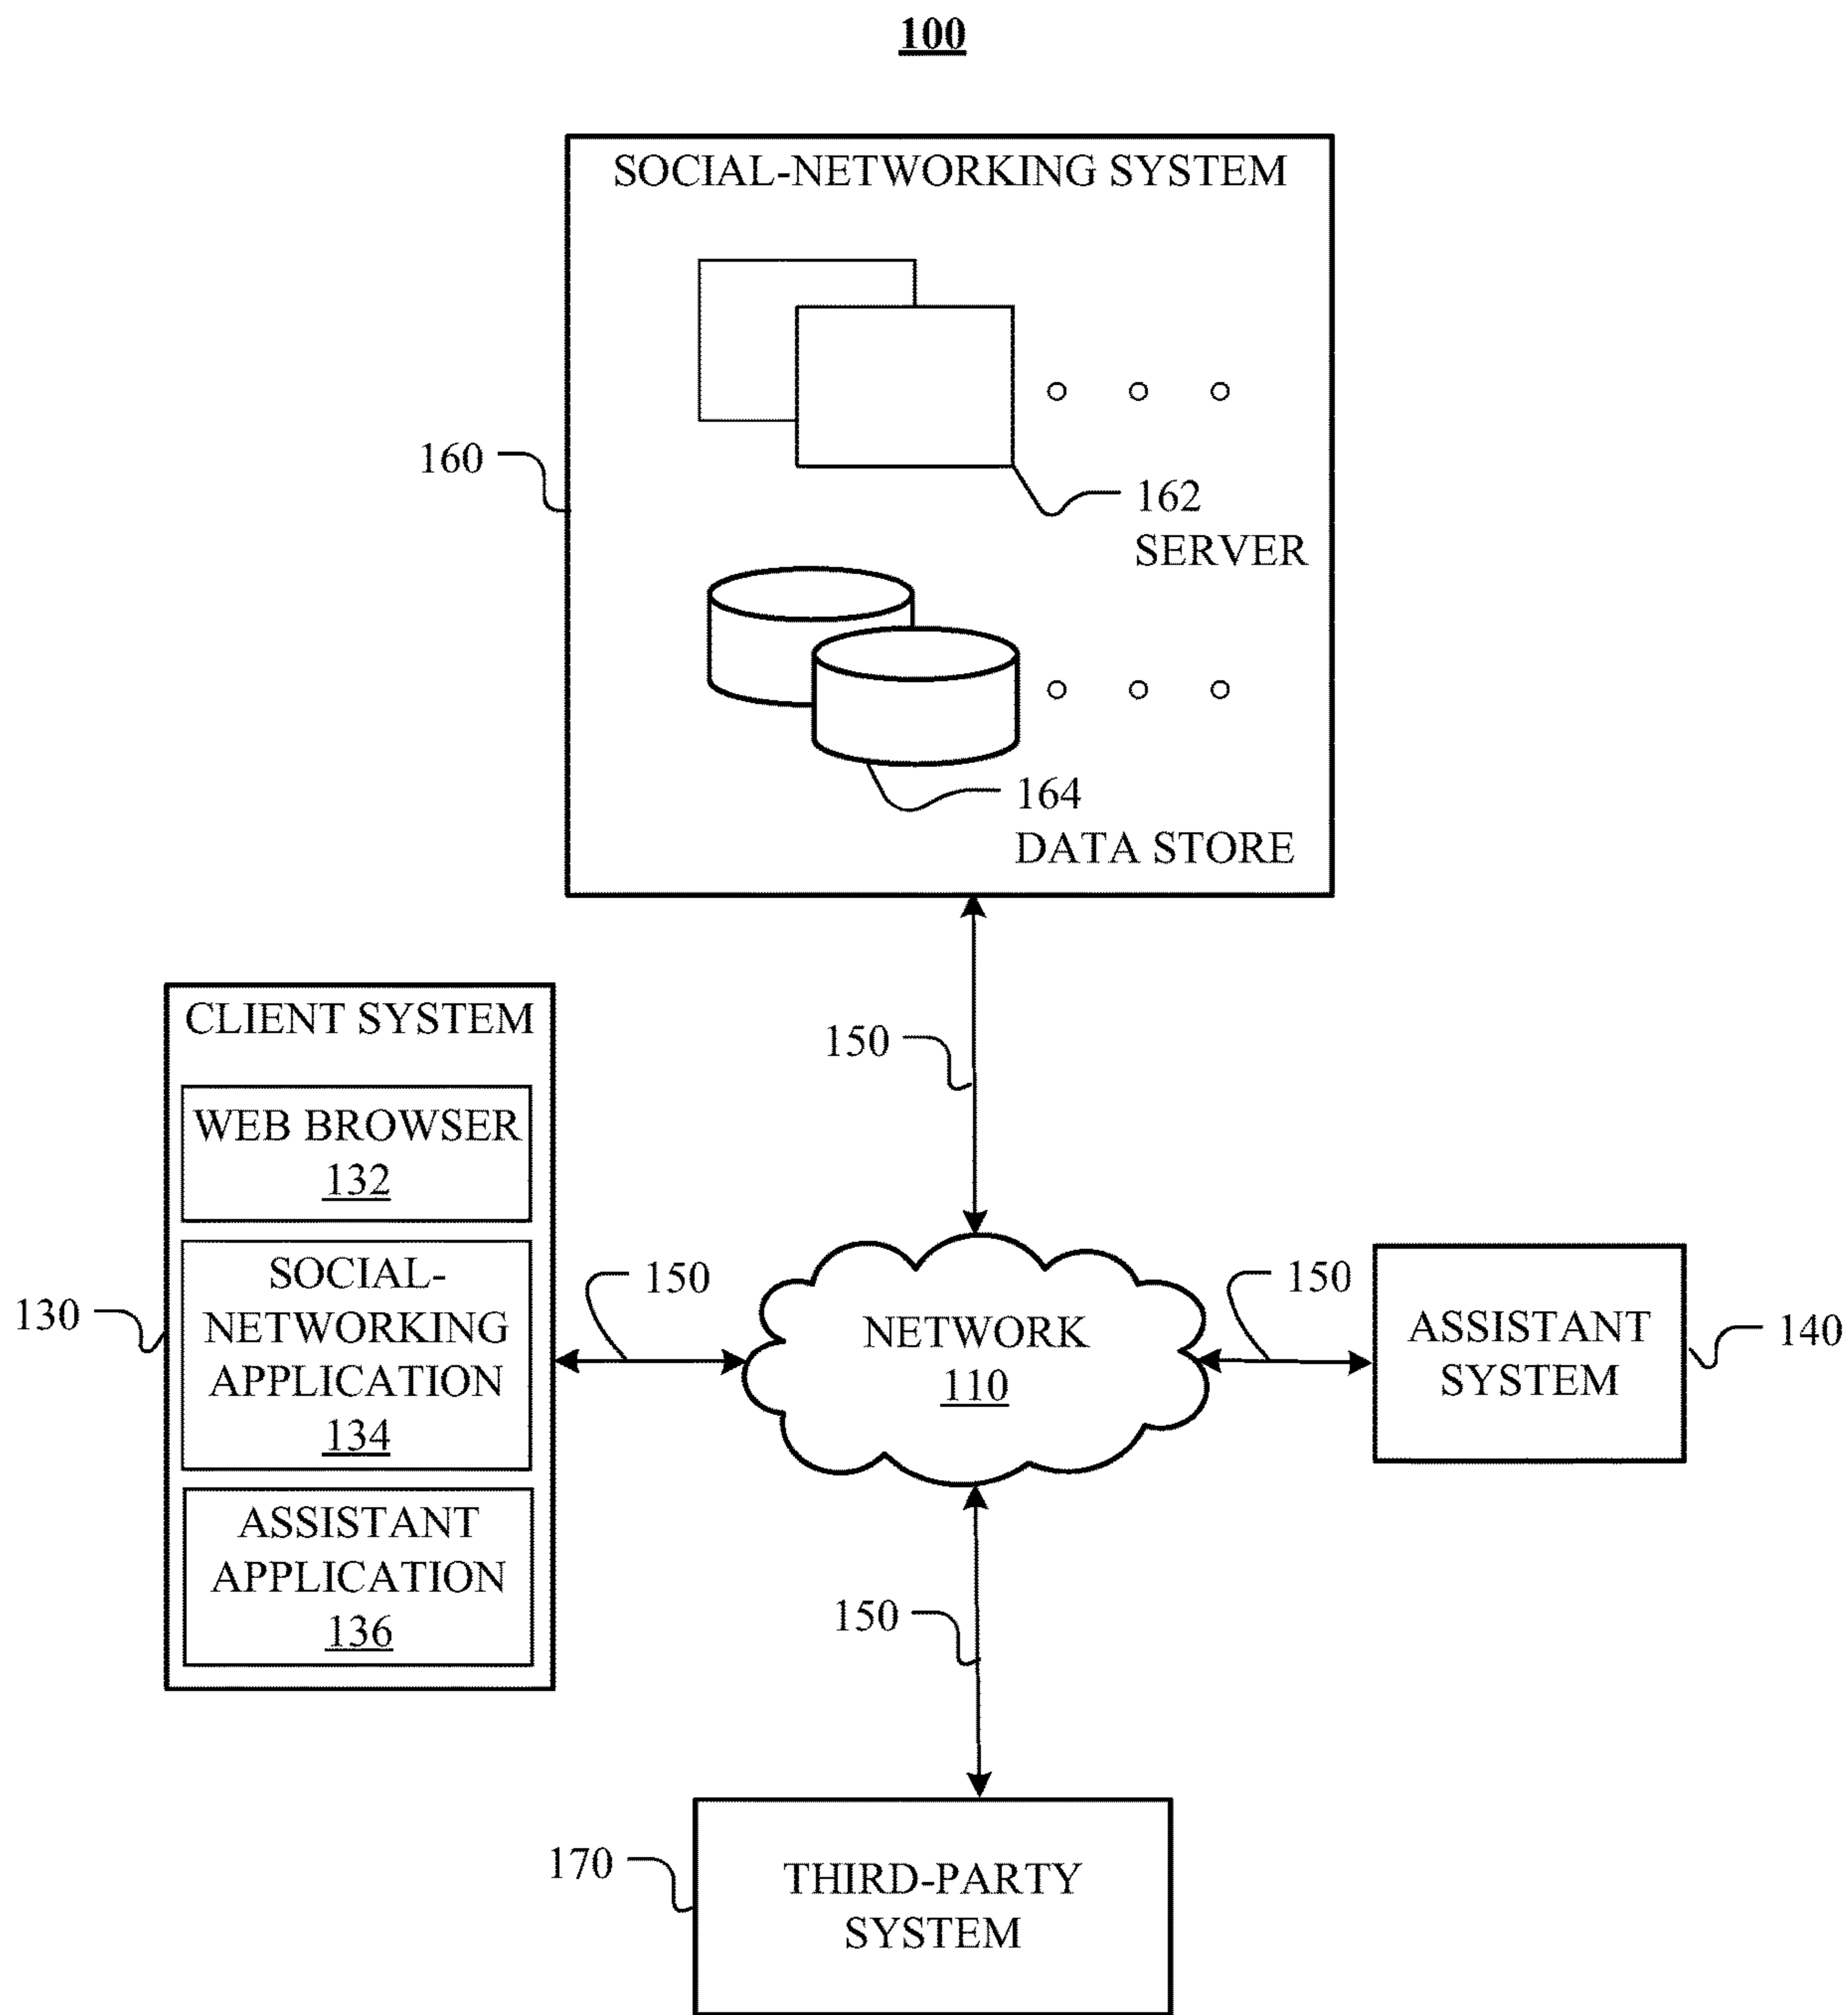 100
SOCIAL-NETWORKING SYSTEM
160
162
SERVER
164
DATA STORE
CLIENT SYSTEM
WEB BROWSER
132
SOCIAL-
NETWORKING
APPLICATION
134
ASSISTANT
APPLICATION
136
130
150
150
NETWORK
110
150
ASSISTANT
SYSTEM
140
150
170
THIRD-PARTY
SYSTEM